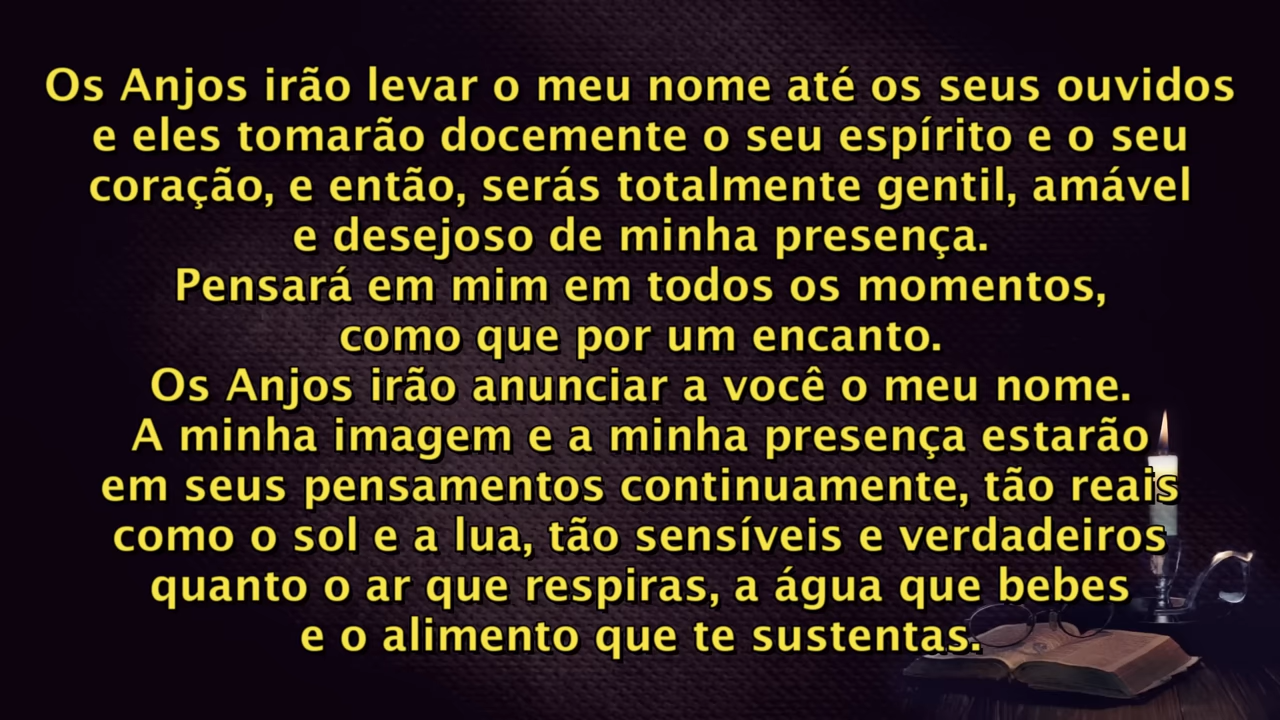 Os Anjos irão levar o meu nome até os seus ouvidos
e eles tomarão docemente o seu espírito e o seu
coração, e então, serás totalmente gentil, amável
e desejoso de minha presença.
Pensará em mim em todos os momentos,
como que por um encanto.
Os Anjos irão anunciar a você o meu nome.
A minha imagem e a minha presença estarão
em seus pensamentos continuamente, tão reais
como o sol e a lua, tão sensíveis e verdadeiros
quanto o ar que respiras, a água que bebes
e o alimento que te sustentas.